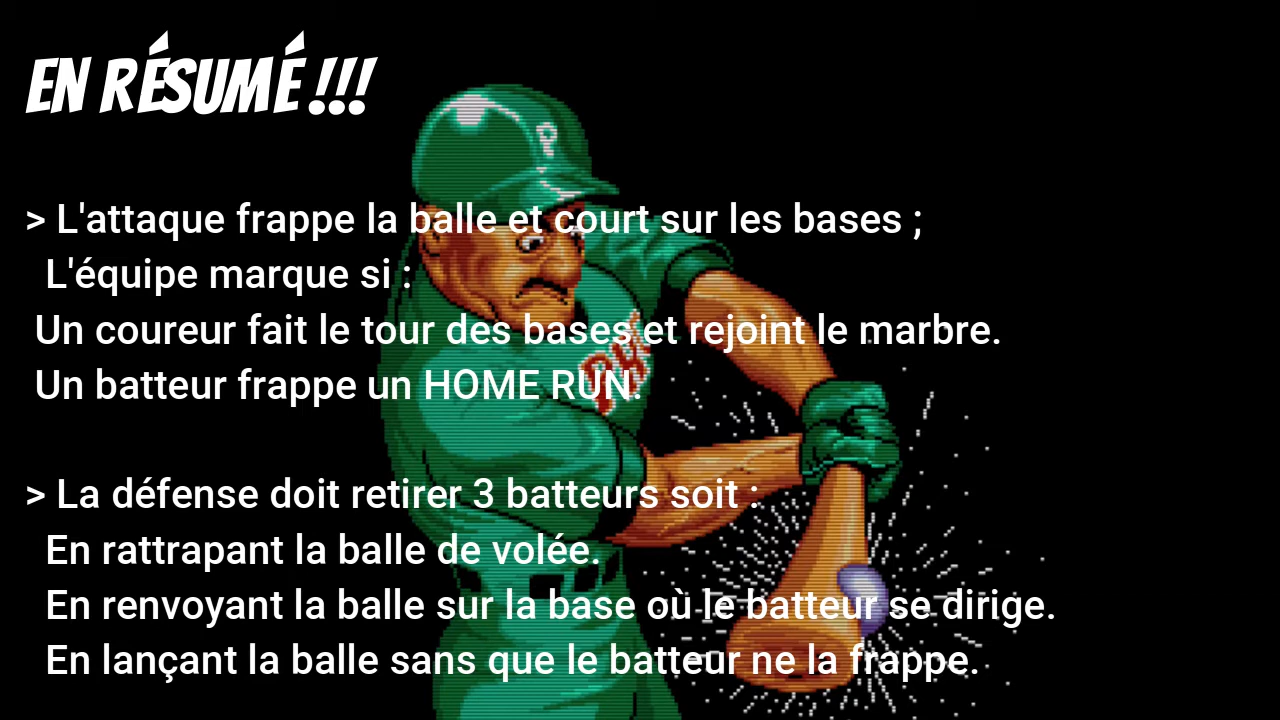 EN RÉSUMÉ !!!
> L'attaque frappe la balle et court sur les bases ;
L'équipe marque si :
Un coureur fait le tour des bases et rejoint le marbre.
Un batteur frappe un HOME RUN.
> La défense doit retirer 3 batteurs soit :
En rattrapant la balle de volée.
En renvoyant la balle sur la base où le batteur se dirige.
En lançant la balle sans que le batteur ne la frappe.